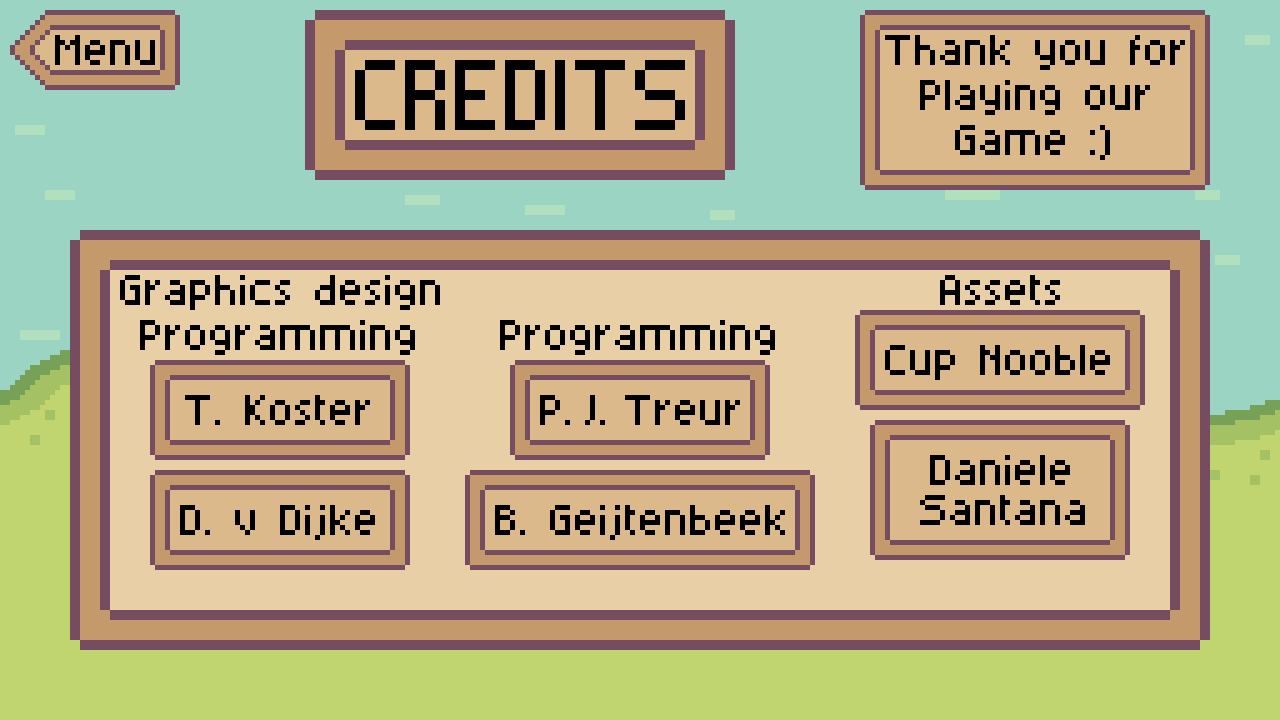 Menu
CREDITS
Thank you for
Playing our
Game :)
Graphics design
Programming
T. Koster
D. v Dijke
Programming
P.J. Treur
B. Geijtenbeek
Assets
Cup Nooble
Daniele
Santana